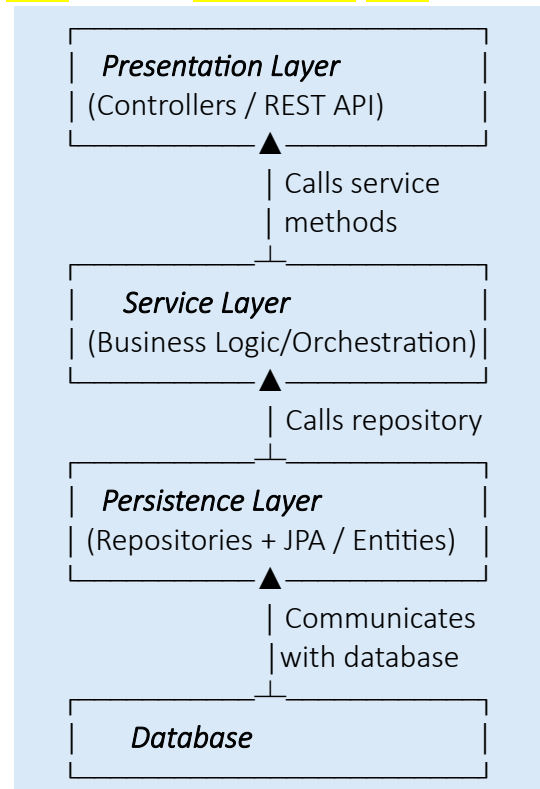 Presentation Layer
(Controllers / REST API)
Calls service
methods
Service Layer
(Business Logic/Orchestration)
Calls repository
Persistence Layer
(Repositories + JPA / Entities)
Communicates
with database
Database